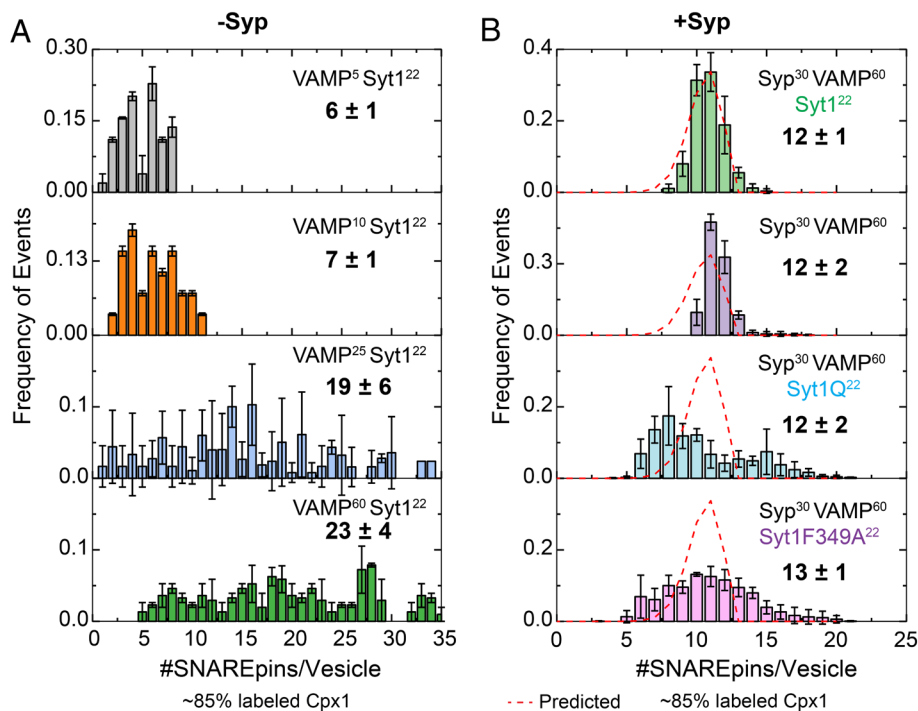 A
-Syp
Frequency of Events
0.30
0.15
0.00
VAMP⁵ Syt1²²
6 ± 1
0.13
0.00
VAMP¹⁰ Syt1²²
7 ± 1
0.1
0.0
VAMP²⁵ Syt1²²
19 ± 6
0.1
0.0
VAMP⁶⁰ Syt1²²
23 ± 4
0 5 10 15 20 25 30 35
#SNAREpins/Vesicle
~85% labeled Cpx1
B
+Syp
Frequency of Events
0.4
0.2
0.0
Syp³⁰ VAMP⁶⁰
Syt1²²
12 ± 1
0.3
0.0
Syp³⁰ VAMP⁶⁰
12 ± 2
0.2
0.0
Syp³⁰ VAMP⁶⁰
Syt1Q²²
12 ± 2
0.2
0.0
Syp³⁰ VAMP⁶⁰
Syt1F349A²²
13 ± 1
0 5 10 15 20 25
#SNAREpins/Vesicle
Predicted ~85% labeled Cpx1